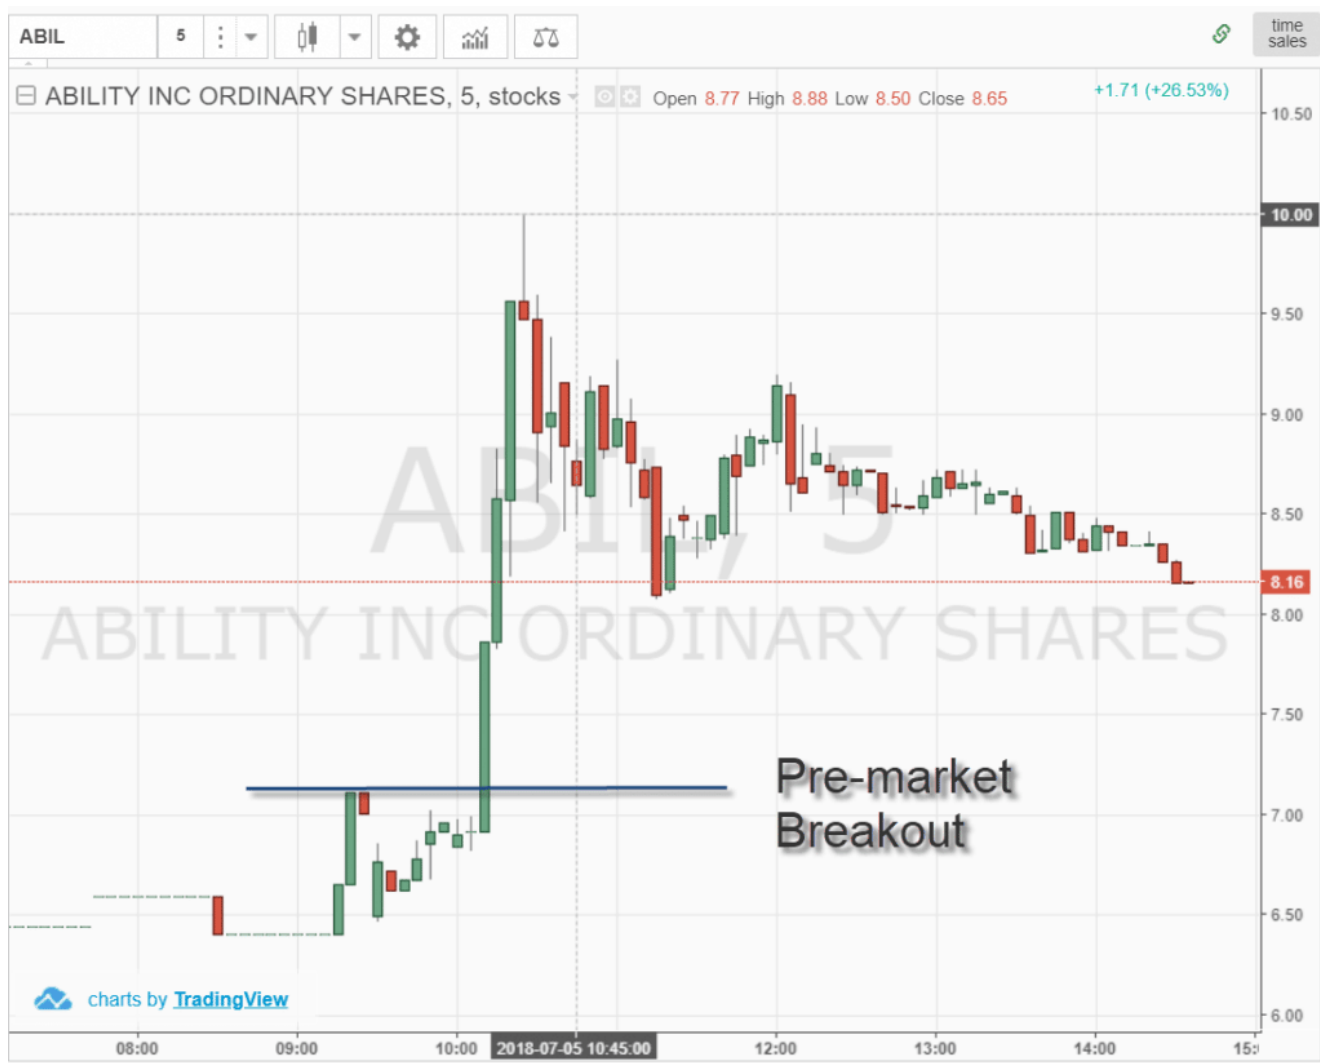 ABIL 5
time
sales
ABILITY INC ORDINARY SHARES, 5, stocks Open 8.77 High 8.88 Low 8.50 Close 8.65
+1.71 (+26.53%)
10.50
10.00
9.50
9.00
ABIL, 5
8.50
8.16
8.00
ABILITY INC ORDINARY SHARES
7.50
Pre-market
Breakout
7.00
6.50
charts by TradingView
6.00
08:00 09:00 10:00 2018-07-05 10:45:00 12:00 13:00 14:00 15: